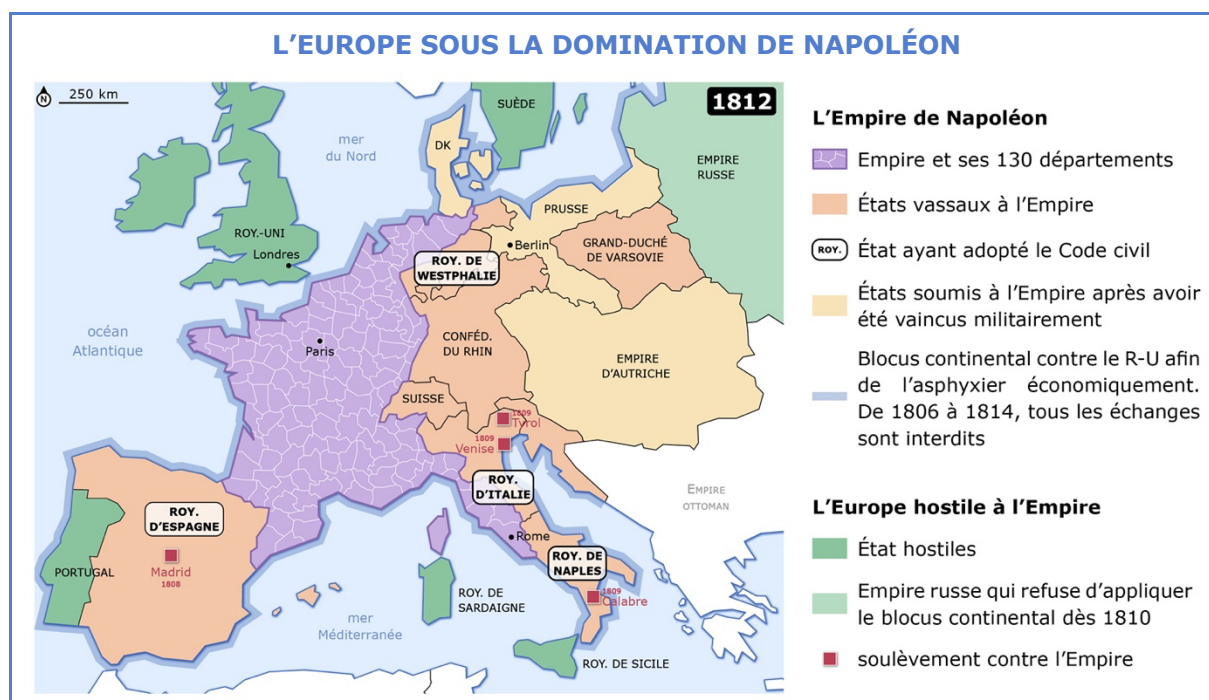 L'EUROPE SOUS LA DOMINATION DE NAPOLÉON
N
250 km
1812
mer
du Nord
SUÈDE
DK
EMPIRE
RUSSE
PRUSSE
Berlin
ROY.-UNI
Londres
GRAND-DUCHÉ
DE VARSOVIE
ROY. DE
WESTPHALIE
océan
Atlantique
Paris
CONFÉD.
DU RHIN
EMPIRE
D'AUTRICHE
SUISSE
1809
Tyrol
1809
Venise
ROY.
D'ITALIE
EMPIRE
OTTOMAN
ROY.
D'ESPAGNE
Rome
ROY. DE
NAPLES
PORTUGAL
Madrid
1808
1809
Calabre
ROY. DE
SARDAIGNE
mer
Méditerranée
ROY. DE SICILE
L'Empire de Napoléon
Empire et ses 130 départements
États vassaux à l'Empire
ROY.
État ayant adopté le Code civil
États soumis à l'Empire après avoir
été vaincus militairement
Blocus continental contre le R-U afin
de l'asphyxier économiquement.
De 1806 à 1814, tous les échanges
sont interdits
L'Europe hostile à l'Empire
État hostiles
Empire russe qui refuse d'appliquer
le blocus continental dès 1810
soulèvement contre l'Empire